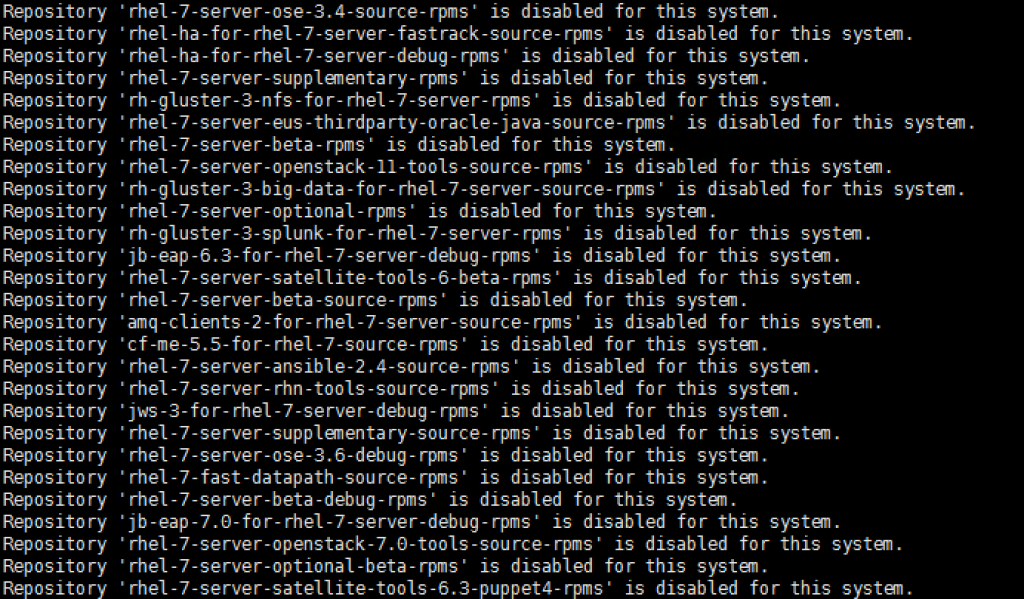 Repository 'rhel-7-server-ose-3.4-source-rpms' is disabled for this system.
Repository 'rhel-ha-for-rhel-7-server-fastrack-source-rpms' is disabled for this system.
Repository 'rhel-ha-for-rhel-7-server-debug-rpms' is disabled for this system.
Repository 'rhel-7-server-supplementary-rpms' is disabled for this system.
Repository 'rh-gluster-3-nfs-for-rhel-7-server-rpms' is disabled for this system.
Repository 'rhel-7-server-eus-thirdparty-oracle-java-source-rpms' is disabled for this system.
Repository 'rhel-7-server-beta-rpms' is disabled for this system.
Repository 'rhel-7-server-openstack-11-tools-source-rpms' is disabled for this system.
Repository 'rh-gluster-3-big-data-for-rhel-7-server-source-rpms' is disabled for this system.
Repository 'rhel-7-server-optional-rpms' is disabled for this system.
Repository 'rh-gluster-3-splunk-for-rhel-7-server-rpms' is disabled for this system.
Repository 'jb-eap-6.3-for-rhel-7-server-debug-rpms' is disabled for this system.
Repository 'rhel-7-server-satellite-tools-6-beta-rpms' is disabled for this system.
Repository 'rhel-7-server-beta-source-rpms' is disabled for this system.
Repository 'amq-clients-2-for-rhel-7-server-source-rpms' is disabled for this system.
Repository 'cf-me-5.5-for-rhel-7-source-rpms' is disabled for this system.
Repository 'rhel-7-server-ansible-2.4-source-rpms' is disabled for this system.
Repository 'rhel-7-server-rhn-tools-source-rpms' is disabled for this system.
Repository 'jws-3-for-rhel-7-server-debug-rpms' is disabled for this system.
Repository 'rhel-7-server-supplementary-source-rpms' is disabled for this system.
Repository 'rhel-7-server-ose-3.6-debug-rpms' is disabled for this system.
Repository 'rhel-7-fast-datapath-source-rpms' is disabled for this system.
Repository 'rhel-7-server-beta-debug-rpms' is disabled for this system.
Repository 'jb-eap-7.0-for-rhel-7-server-debug-rpms' is disabled for this system.
Repository 'rhel-7-server-openstack-7.0-tools-source-rpms' is disabled for this system.
Repository 'rhel-7-server-optional-beta-rpms' is disabled for this system.
Repository 'rhel-7-server-satellite-tools-6.3-puppet4-rpms' is disabled for this system.